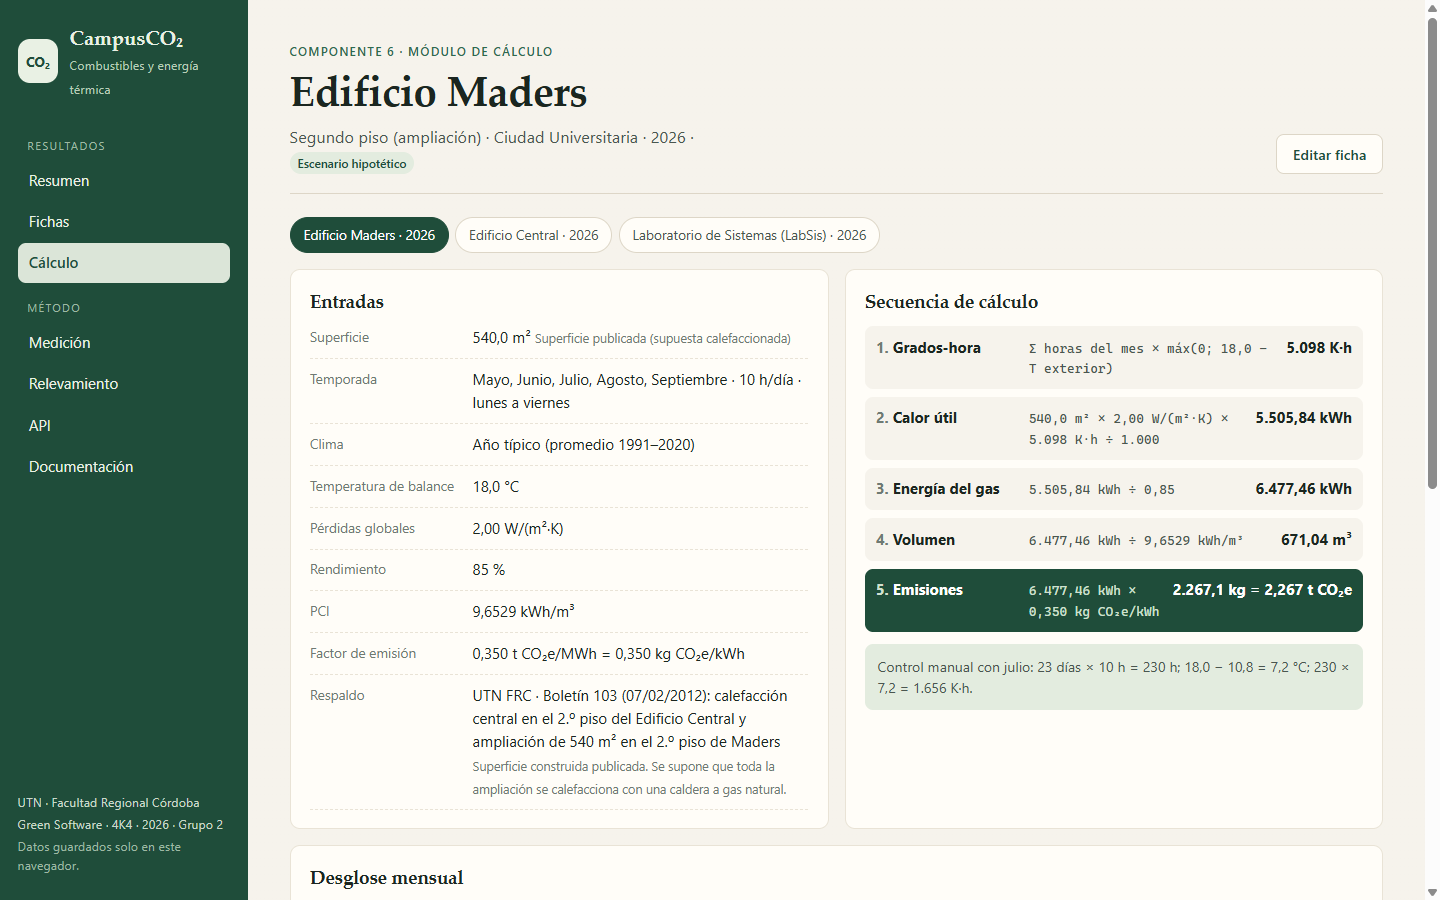 CO₂
CampusCO₂
Combustibles y energía
térmica
RESULTADOS
Resumen
Fichas
Cálculo
MÉTODO
Medición
Relevamiento
API
Documentación
UTN · Facultad Regional Córdoba
Green Software · 4K4 · 2026 · Grupo 2
Datos guardados solo en este
navegador.
COMPONENTE 6 · MÓDULO DE CÁLCULO
Edificio Maders
Segundo piso (ampliación) · Ciudad Universitaria · 2026 ·
Escenario hipotético
Editar ficha
Edificio Maders · 2026
Edificio Central · 2026
Laboratorio de Sistemas (LabSis) · 2026
Entradas
Superficie
540,0 m² Superficie publicada (supuesta calefaccionada)
Temporada
Mayo, Junio, Julio, Agosto, Septiembre · 10 h/día ·
lunes a viernes
Clima
Año típico (promedio 1991–2020)
Temperatura de balance
18,0 °C
Pérdidas globales
2,00 W/(m²·K)
Rendimiento
85 %
PCI
9,6529 kWh/m³
Factor de emisión
0,350 t CO₂e/MWh = 0,350 kg CO₂e/kWh
Respaldo
UTN FRC · Boletín 103 (07/02/2012): calefacción
central en el 2.º piso del Edificio Central y
ampliación de 540 m² en el 2.º piso de Maders
Superficie construida publicada. Se supone que toda la
ampliación se calefacciona con una caldera a gas natural.
Secuencia de cálculo
1. Grados-hora
Σ horas del mes × máx(0; 18,0 −
T exterior)
5.098 K·h
2. Calor útil
540,0 m² × 2,00 W/(m²·K) ×
5.098 K·h ÷ 1.000
5.505,84 kWh
3. Energía del gas
5.505,84 kWh ÷ 0,85
6.477,46 kWh
4. Volumen
6.477,46 kWh ÷ 9,6529 kWh/m³
671,04 m³
5. Emisiones
6.477,46 kWh ×
0,350 kg CO₂e/kWh
2.267,1 kg = 2,267 t CO₂e
Control manual con julio: 23 días × 10 h = 230 h; 18,0 − 10,8 = 7,2 °C; 230 ×
7,2 = 1.656 K·h.
Desglose mensual